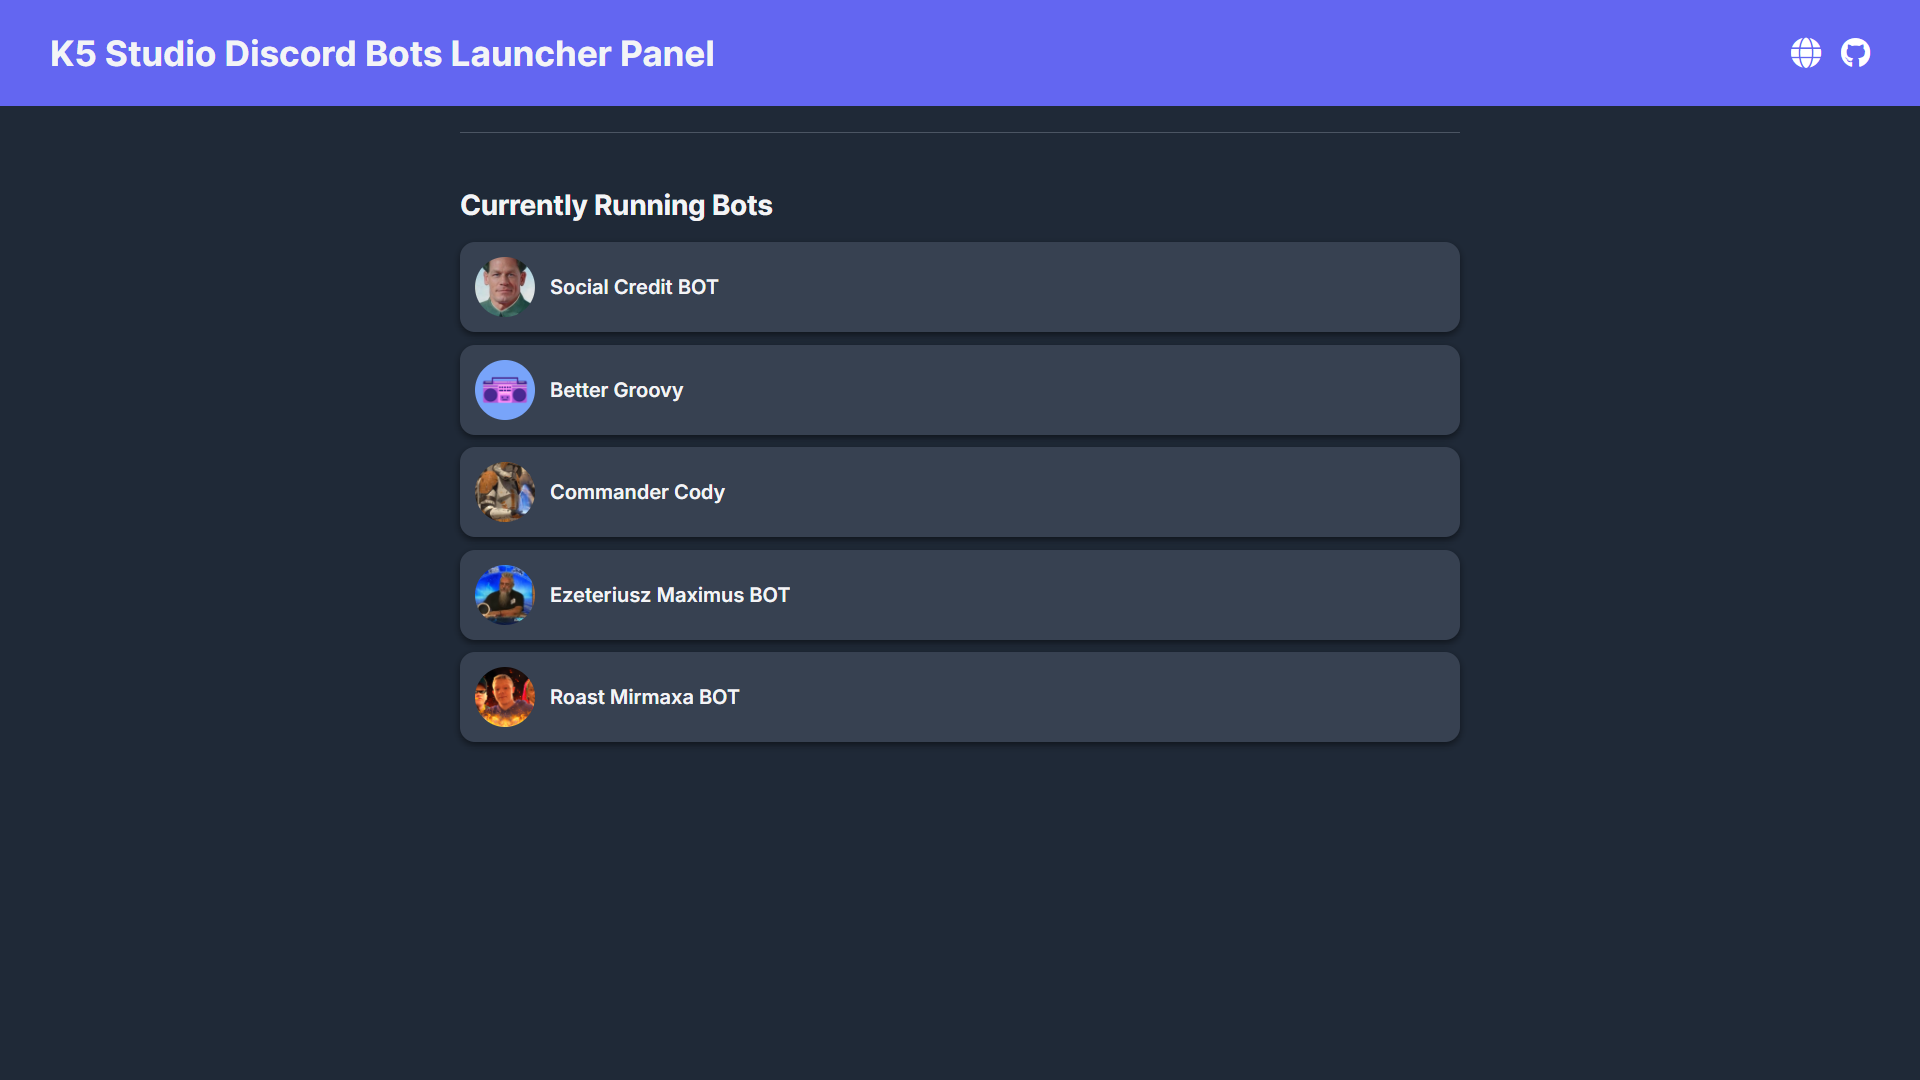 K5 Studio Discord Bots Launcher Panel
Currently Running Bots
Social Credit BOT
Better Groovy
Commander Cody
Ezeteriusz Maximus BOT
Roast Mirmaxa BOT